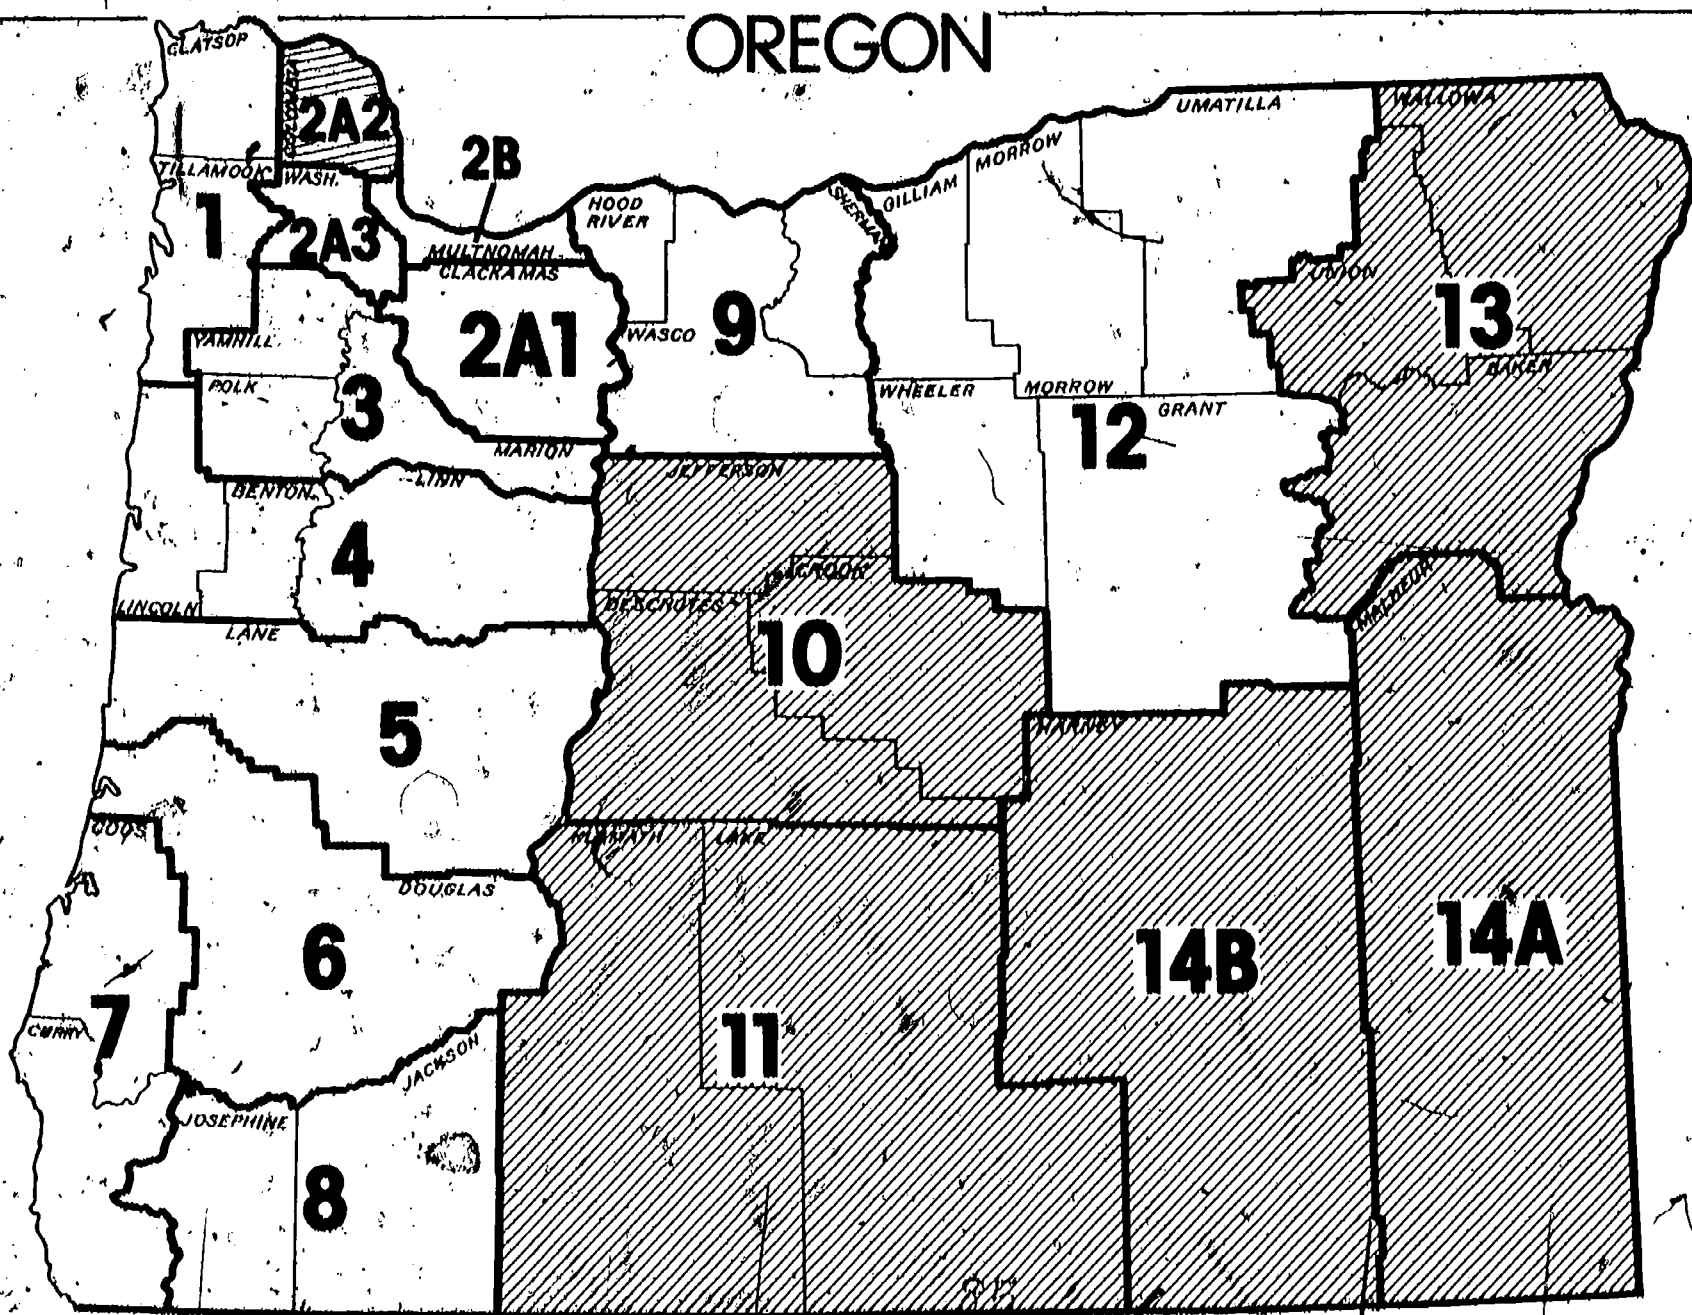 OREGON
CLATSOP
COLUMBIA
2A2
UMATILLA
WALLOWA
2B
MORROW
TILLAMOOK
WASH.
GILLIAM
SHERMAN
HOOD
RIVER
1
2A3
MULTNOMAH
CLACKAMAS
UNION
13
9
2A1
WASCO
YAMHILL
BAKER
POLK
3
WHEELER
MORROW
GRANT
12
MARION
JEFFERSON
LINN
BENTON
4
CROOK
DESCHUTES
MALHEUR
LINCOLN
LANE
10
5
HARNEY
COOS
KLAMATH
LAKE
DOUGLAS
6
14B
14A
CURRY
7
11
JACKSON
JOSEPHINE
8